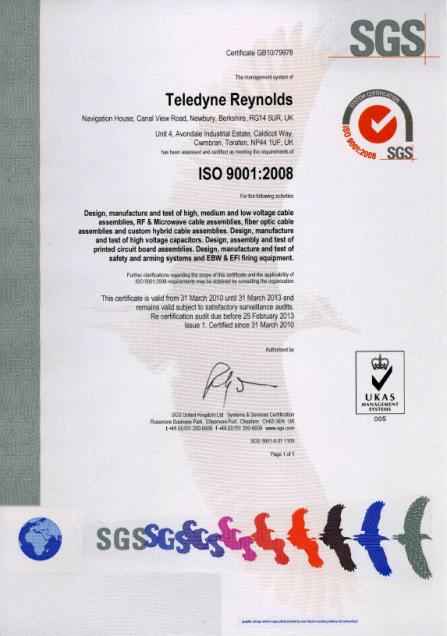 SGS
Certificate GB10/79978
The management system of
Teledyne Reynolds
Navigation House, Canal View Road, Newbury, Berkshire, RG14 5UR, UK
Unit 4, Avondale Industrial Estate, Caldicot Way,
Cwmbran, Torafen, NP44 1UF, UK
has been assessed and certified as meeting the requirements of
SYSTEM CERTIFICATION
ISO 9001:2008
SGS
ISO 9001:2008
For the following activities
Design, manufacture and test of high, medium and low voltage cable
assemblies, RF & Microwave cable assemblies, fiber optic cable
assemblies and custom hybrid cable assemblies. Design, manufacture
and test of high voltage capacitors. Design, assembly and test of
printed circuit board assemblies. Design, manufacture and test of
safety and arming systems and EBW & EFI firing equipment.
Further clarifications regarding the scope of this certificate and the applicability of
ISO 9001:2008 requirements may be obtained by consulting the organisation
This certificate is valid from 31 March 2010 until 31 March 2013 and
remains valid subject to satisfactory surveillance audits.
Re certification audit due before 25 February 2013
Issue 1. Certified since 31 March 2010
Authorised by
UKAS
MANAGEMENT
SYSTEMS
005
SGS United Kingdom Ltd Systems & Services Certification
Rossmore Business Park Ellesmere Port Cheshire CH65 3EN UK
t +44 (0)151 350-6666 f +44 (0)151 350-6600 www.sgs.com
SGS 9001-8 01 1109
Page 1 of 1
SGSSGSSGS